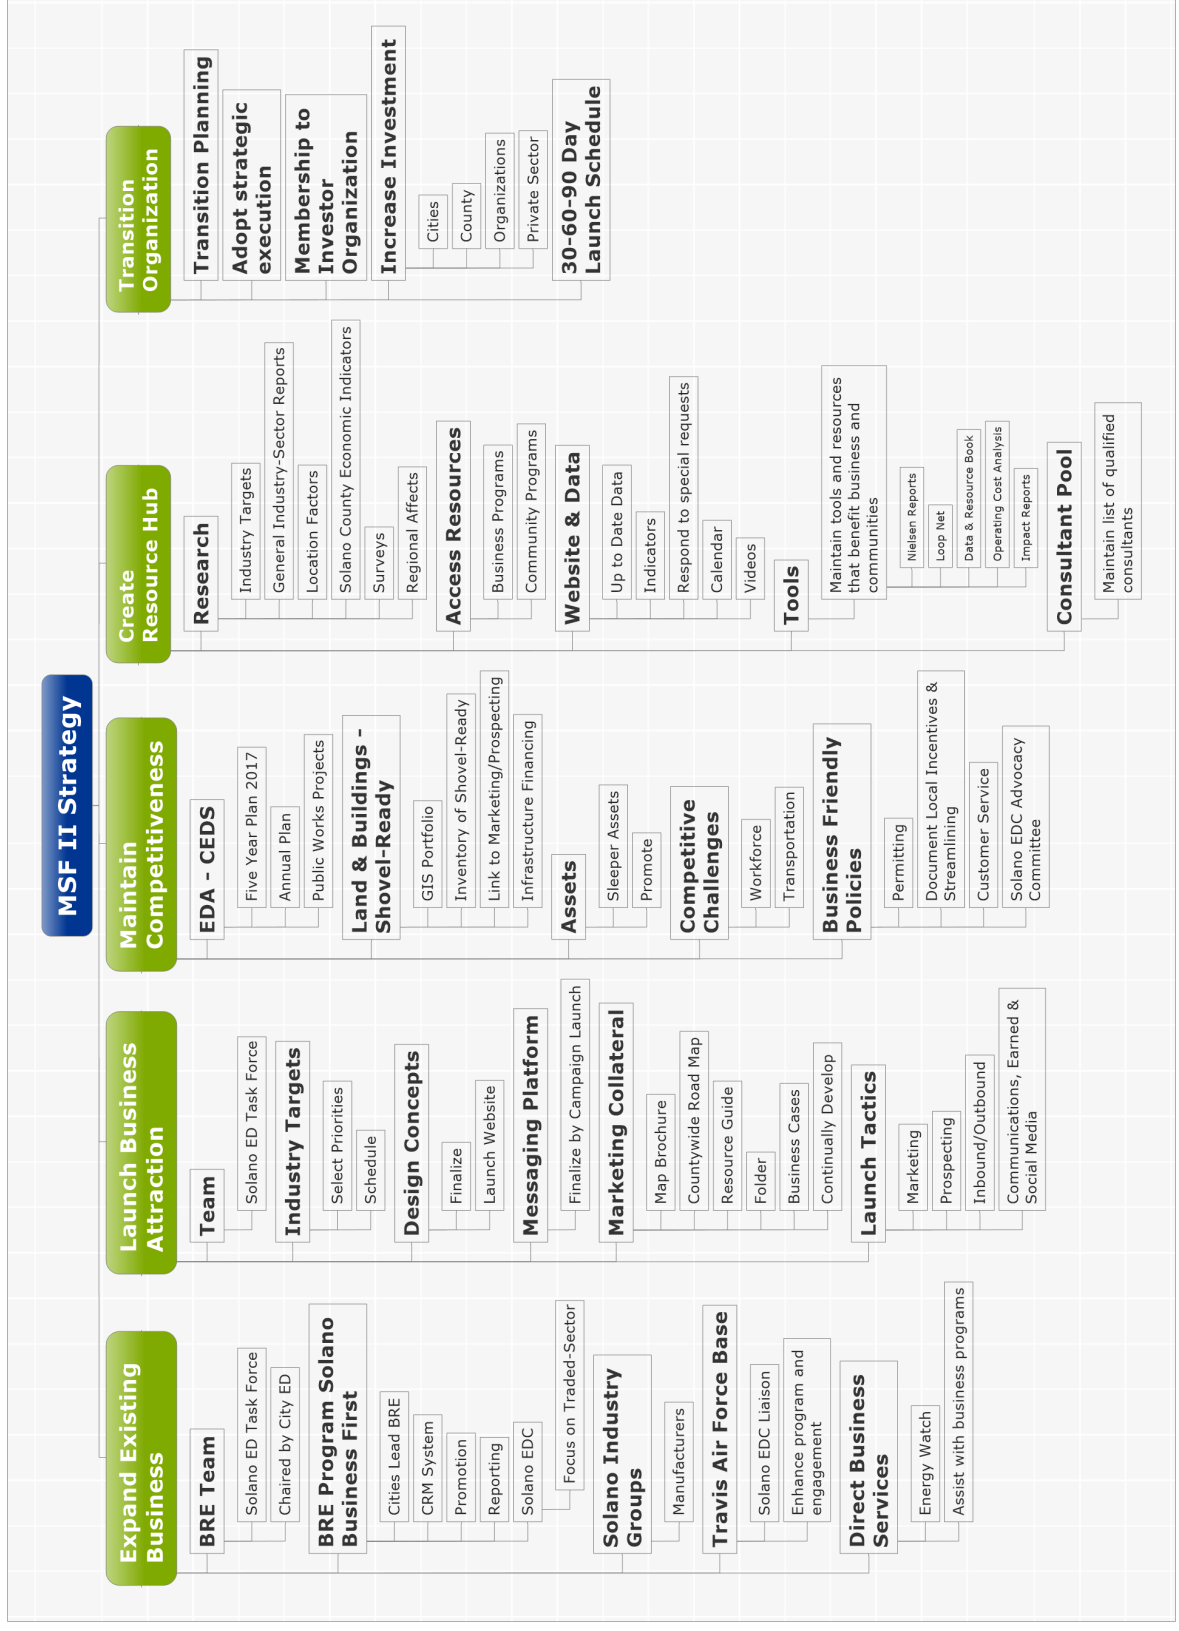 MSF II Strategy
Expand Existing
Business
BRE Team
Solano ED Task Force
Chaired by City ED
BRE Program Solano
Business First
Cities Lead BRE
CRM System
Promotion
Reporting
Solano EDC
Focus on Traded-Sector
Solano Industry
Groups
Manufacturers
Travis Air Force Base
Solano EDC Liaison
Enhance program and
engagement
Direct Business
Services
Energy Watch
Assist with business programs
Launch Business
Attraction
Team
Solano ED Task Force
Industry Targets
Select Priorities
Schedule
Design Concepts
Finalize
Launch Website
Messaging Platform
Finalize by Campaign Launch
Marketing Collateral
Map Brochure
Countywide Road Map
Resource Guide
Folder
Business Cases
Continually Develop
Launch Tactics
Marketing
Prospecting
Inbound/Outbound
Communications, Earned &
Social Media
Maintain
Competitiveness
EDA - CEDS
Five Year Plan 2017
Annual Plan
Public Works Projects
Land & Buildings -
Shovel-Ready
GIS Portfolio
Inventory of Shovel-Ready
Link to Marketing/Prospecting
Infrastructure Financing
Assets
Sleeper Assets
Promote
Competitive
Challenges
Workforce
Transportation
Business Friendly
Policies
Permitting
Document Local Incentives &
Streamlining
Customer Service
Solano EDC Advocacy
Committee
Create
Resource Hub
Research
Industry Targets
General Industry-Sector Reports
Location Factors
Solano County Economic Indicators
Surveys
Regional Affects
Access Resources
Business Programs
Community Programs
Website & Data
Up to Date Data
Indicators
Respond to special requests
Calendar
Videos
Tools
Maintain tools and resources
that benefit business and
communities
Nielsen Reports
Loop Net
Data & Resource Book
Operating Cost Analysis
Impact Reports
Consultant Pool
Maintain list of qualified
consultants
Transition
Organization
Transition Planning
Adopt strategic
execution
Membership to
Investor
Organization
Increase Investment
Cities
County
Organizations
Private Sector
30-60-90 Day
Launch Schedule